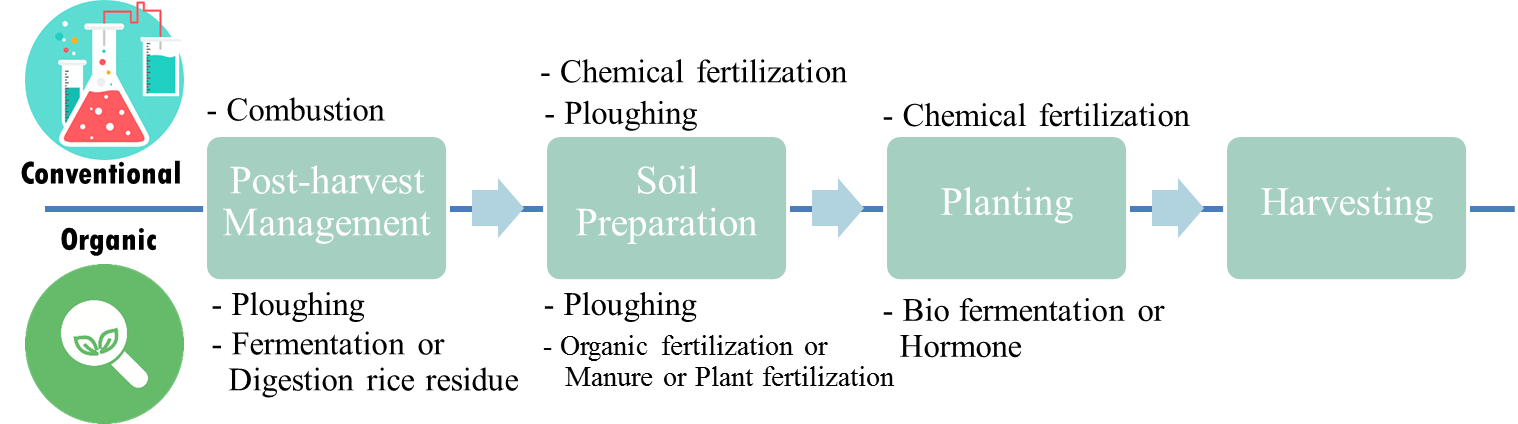 - Chemical fertilization
- Combustion
- Ploughing
- Chemical fertilization
Conventional
Post-harvest
Management
Soil
Preparation
Planting
Harvesting
Organic
- Ploughing
- Fermentation or
Digestion rice residue
- Ploughing
- Organic fertilization or
Manure or Plant fertilization
- Bio fermentation or
Hormone